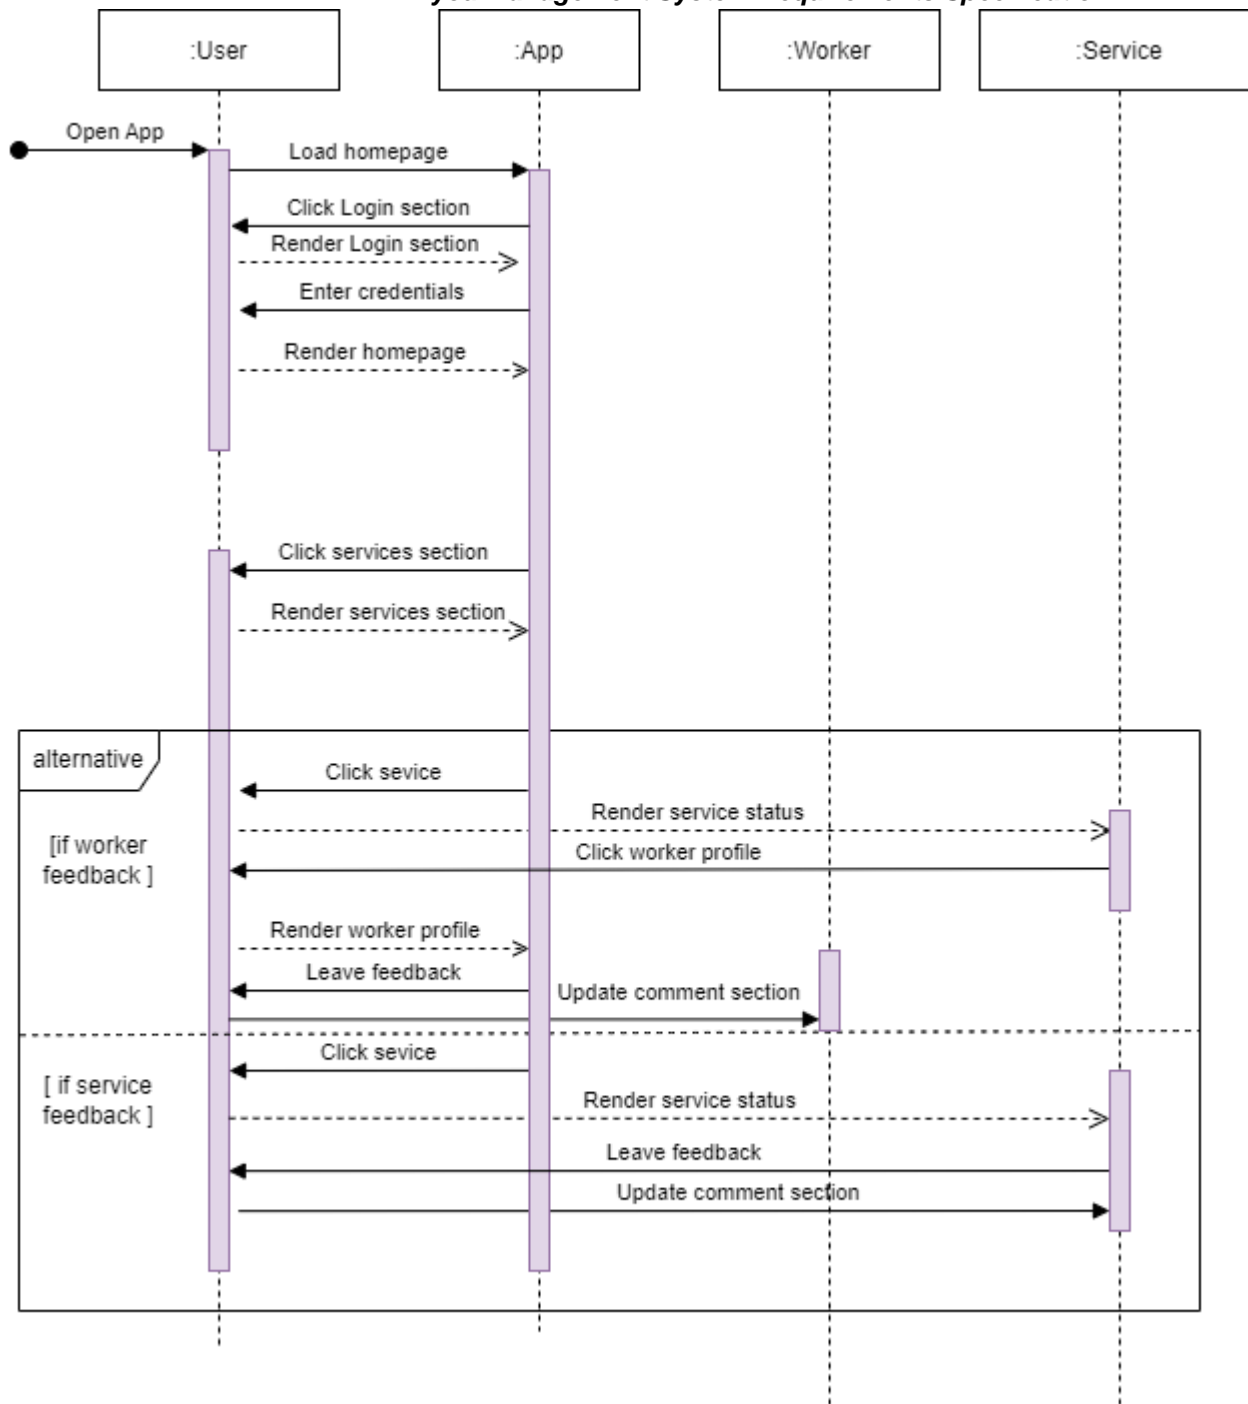 :User
:App
:Worker
:Service
Open App
Load homepage
Click Login section
Render Login section
Enter credentials
Render homepage
Click services section
Render services section
alternative
Click sevice
Render service status
[if worker
feedback ]
Click worker profile
Render worker profile
Leave feedback
Update comment section
Click sevice
[ if service
feedback ]
Render service status
Leave feedback
Update comment section